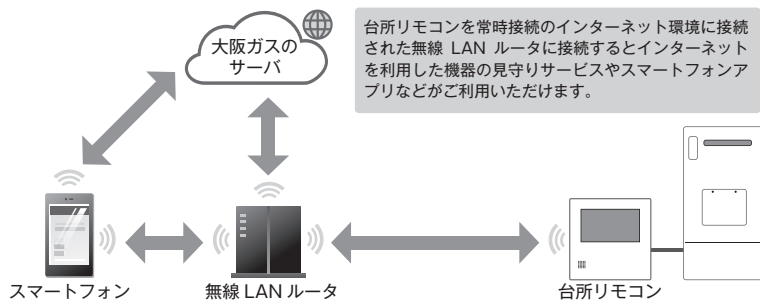 大阪ガスの
サーバ
台所リモコンを常時接続のインターネット環境に接続
された無線 LAN ルータに接続するとインターネット
を利用した機器の見守りサービスやスマートフォンア
プリなどがご利用いただけます。
スマートフォン
無線 LAN ルータ
台所リモコン